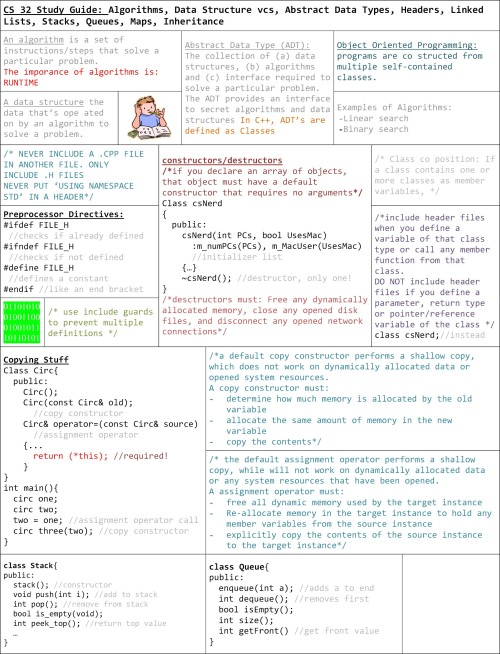 CS 32 Study Guide: Algorithms, Data Structure vcs, Abstract Data Types, Headers, Linked
Lists, Stacks, Queues, Maps, Inheritance
An algorithm is a set of
instructions/steps that solve a
particular problem.
The imporance of algorithms is:
RUNTIME
Abstract Data Type (ADT):
The collection of (a) data
structures, (b) algorithms
and (c) interface required to
solve a particular problem.
The ADT provides an interface
to secret algorithms and data
structures In C++, ADT's are
defined as Classes
Object Oriented Programming:
programs are co structed from
multiple self-contained
classes.
A data structure the
data that's ope ated
on by an algorithm to
solve a problem.
Examples of Algorithms:
-Linear search
-Binary search
/* NEVER INCLUDE A .CPP FILE
IN ANOTHER FILE. ONLY
INCLUDE .H FILES
NEVER PUT 'USING NAMESPACE
STD' IN A HEADER*/
constructors/destructors
/*if you declare an array of objects,
that object must have a default
constructor that requires no arguments*/
Class csNerd
{
public:
csNerd(int PCs, bool UsesMac)
:m_numPCs(PCs), m_MacUser(UsesMac)
//initializer list
{…}
~csNerd(); //destructor, only one!
}
/*desctructors must: Free any dynamically
allocated memory, close any opened disk
files, and disconnect any opened network
connections*/
/* Class co position: If
a class contains one or
more classes as member
variables, */
Preprocessor Directives:
#ifdef FILE_H
//checks if already defined
#ifndef FILE_H
//checks if not defined
#define FILE_H
//defines a constant
#endif //like an end bracket
/*include header files
when you define a
variable of that class
type or call any member
function from that
class.
DO NOT include header
files if you define a
parameter, return type
or pointer/reference
variable of the class */
class csNerd;//instead
01101010
01001100
01001011
10110101
/* use include guards
to prevent multiple
definitions */
Copying Stuff
Class Circ{
public:
Circ();
Circ(const Circ& old);
//copy constructor
Circ& operator=(const Circ& source)
//assignment operator
{...
return (*this); //required!
}
}
int main(){
circ one;
circ two;
two = one; //assignment operator call
circ three(two); //copy constructor
}
/*a default copy constructor performs a shallow copy,
which does not work on dynamically allocated data or
opened system resources.
A copy constructor must:
- determine how much memory is allocated by the old
variable
- allocate the same amount of memory in the new
variable
- copy the contents*/
/* the default assignment operator performs a shallow
copy, while will not work on dynamically allocated data
or any system resources that have been opened.
A assignment operator must:
- free all dynamic memory used by the target instance
- Re-allocate memory in the target instance to hold any
member variables from the source instance
- explicitly copy the contents of the source instance
to the target instance*/
class Stack{
public:
stack(); //constructor
void push(int i); //add to stack
int pop(); //remove from stack
bool is_empty(void);
int peek_top(); //return top value
…
}
class Queue{
public:
enqueue(int a); //adds a to end
int dequeue(); //removes first
bool isEmpty();
int size();
int getFront() //get front value
}